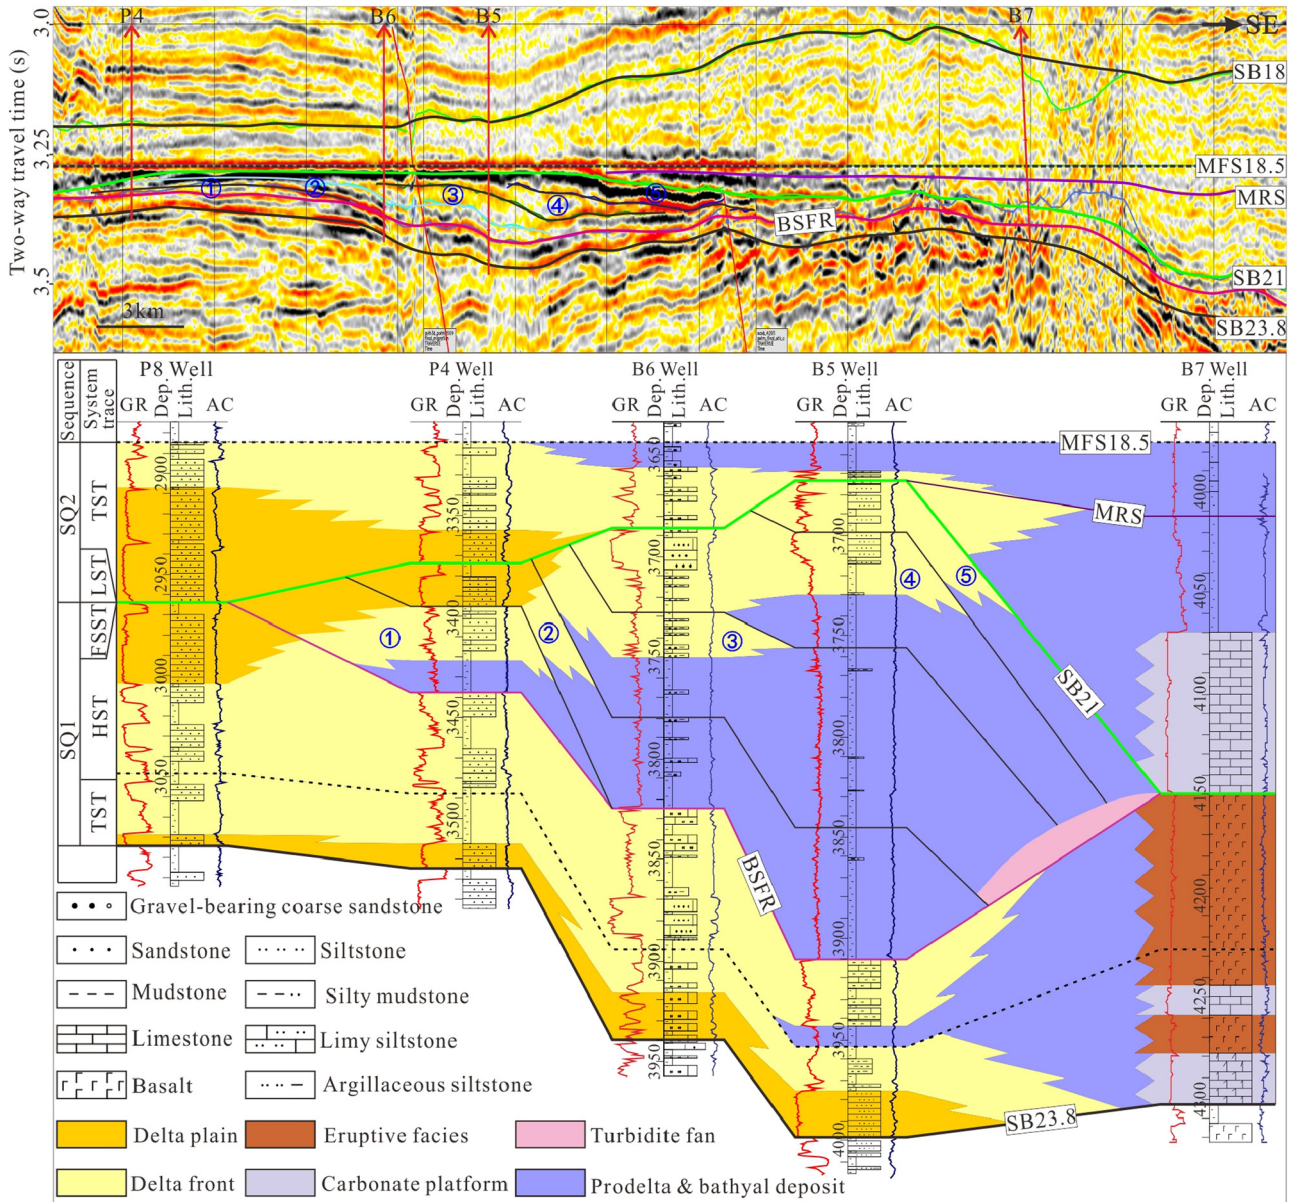 P4
B6
B5
B7
SE
3.0
3.25
3.5
Two-way travel time (s)
SB18
MFS18.5
MRS
BSFR
SB21
SB23.8
① ② ③ ④ ⑤
3km
P8 Well
P4 Well
B6 Well
B5 Well
B7 Well
Sequence
System trace
GR Dep. Lith. AC
GR Dep. Lith. AC
GR Dep. Lith. AC
GR Dep. Lith. AC
GR Dep. Lith. AC
SQ2
TST
LST
SQ1
FSST
HST
TST
2900
2950
3000
3050
3350
3400
3450
3500
3650
3700
3750
3800
3850
3900
3950
3700
3750
3800
3850
3900
3950
4000
4000
4050
4100
4150
4200
4250
4300
MFS18.5
MRS
SB21
BSFR
SB23.8
① ② ③ ④ ⑤
Gravel-bearing coarse sandstone
Sandstone
Siltstone
Mudstone
Silty mudstone
Limestone
Limy siltstone
Basalt
Argillaceous siltstone
Delta plain
Eruptive facies
Turbidite fan
Delta front
Carbonate platform
Prodelta & bathyal deposit